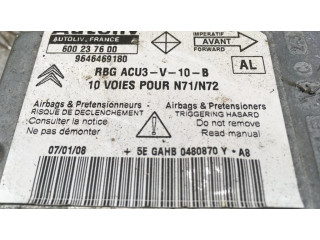 AUTOLIV
AUTOLIV, FRANCE
600 23 76 00
9646469180
IMPERATIF
AVANT
FORWARD
RBG ACU3-V-10-B
AL
10 VOIES POUR N71/N72
Airbags & Pretensionneurs
RISQUE DE DECLENCHEMENT
Consulter la notice
Ne pas démonter
Airbags & Pretensioners
TRIGGERING HAZARD
Do not remove
Read manual
07/01/08
+ 5E GAHB 0480870 Y - A8